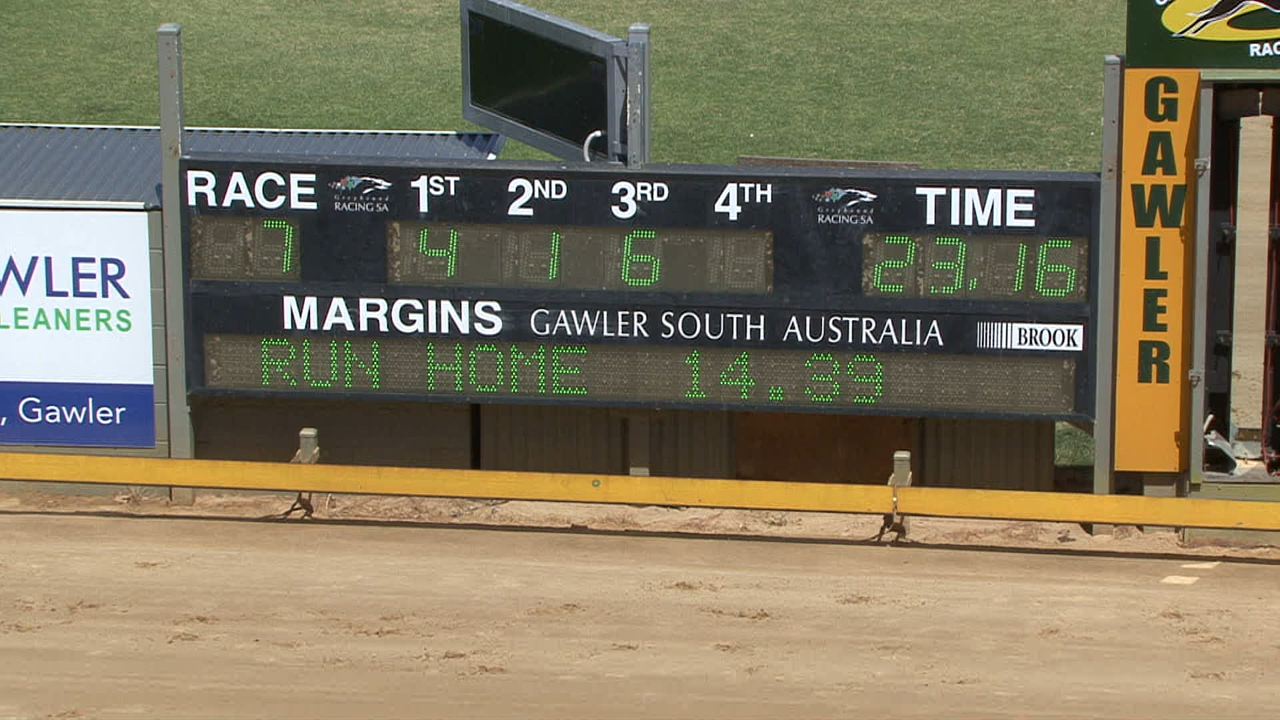 RAC
GAWLER
RACE Greyhound RACING SA 1ST 2ND 3RD 4TH Greyhound RACING SA TIME
7 4 1 6 23.16
MARGINS GAWLER SOUTH AUSTRALIA BROOK
RUN HOME 14.39
WLER
LEANERS
, Gawler